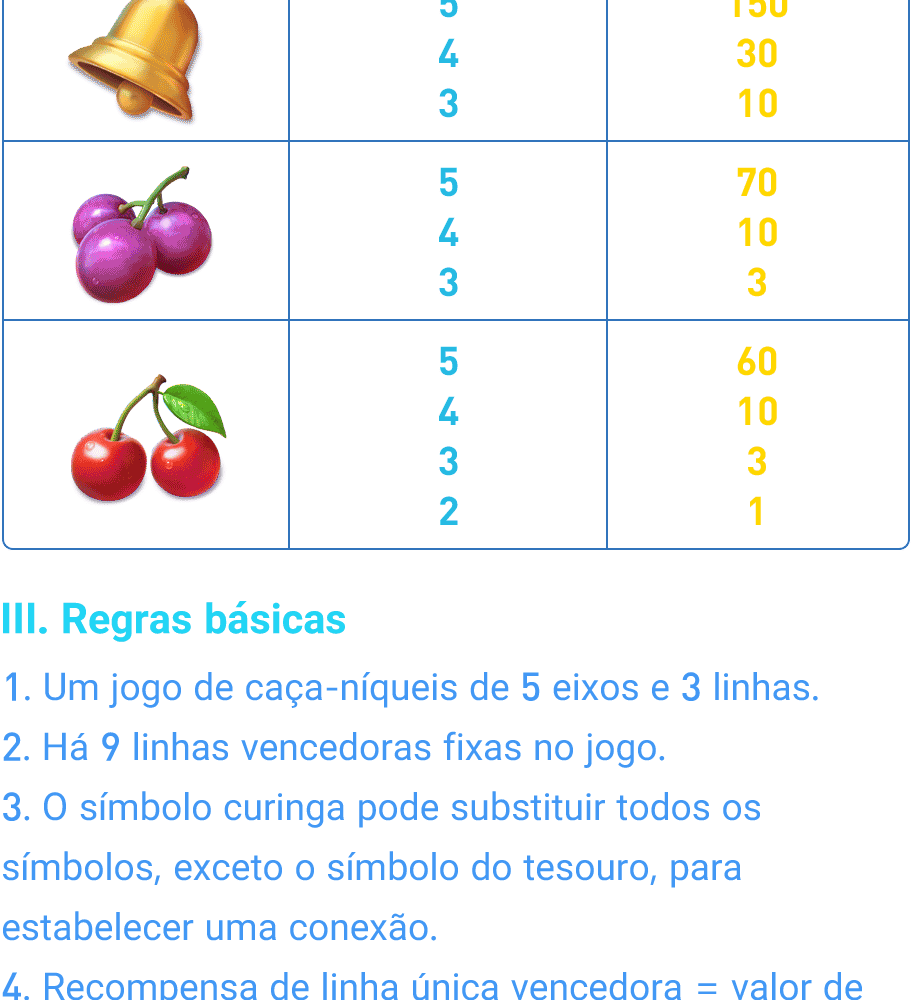 5 150
4 30
3 10
5 70
4 10
3 3
5 60
4 10
3 3
2 1
III. Regras básicas
1. Um jogo de caça-níqueis de 5 eixos e 3 linhas.
2. Há 9 linhas vencedoras fixas no jogo.
3. O símbolo curinga pode substituir todos os
símbolos, exceto o símbolo do tesouro, para
estabelecer uma conexão.
4. Recompensa de linha única vencedora = valor de